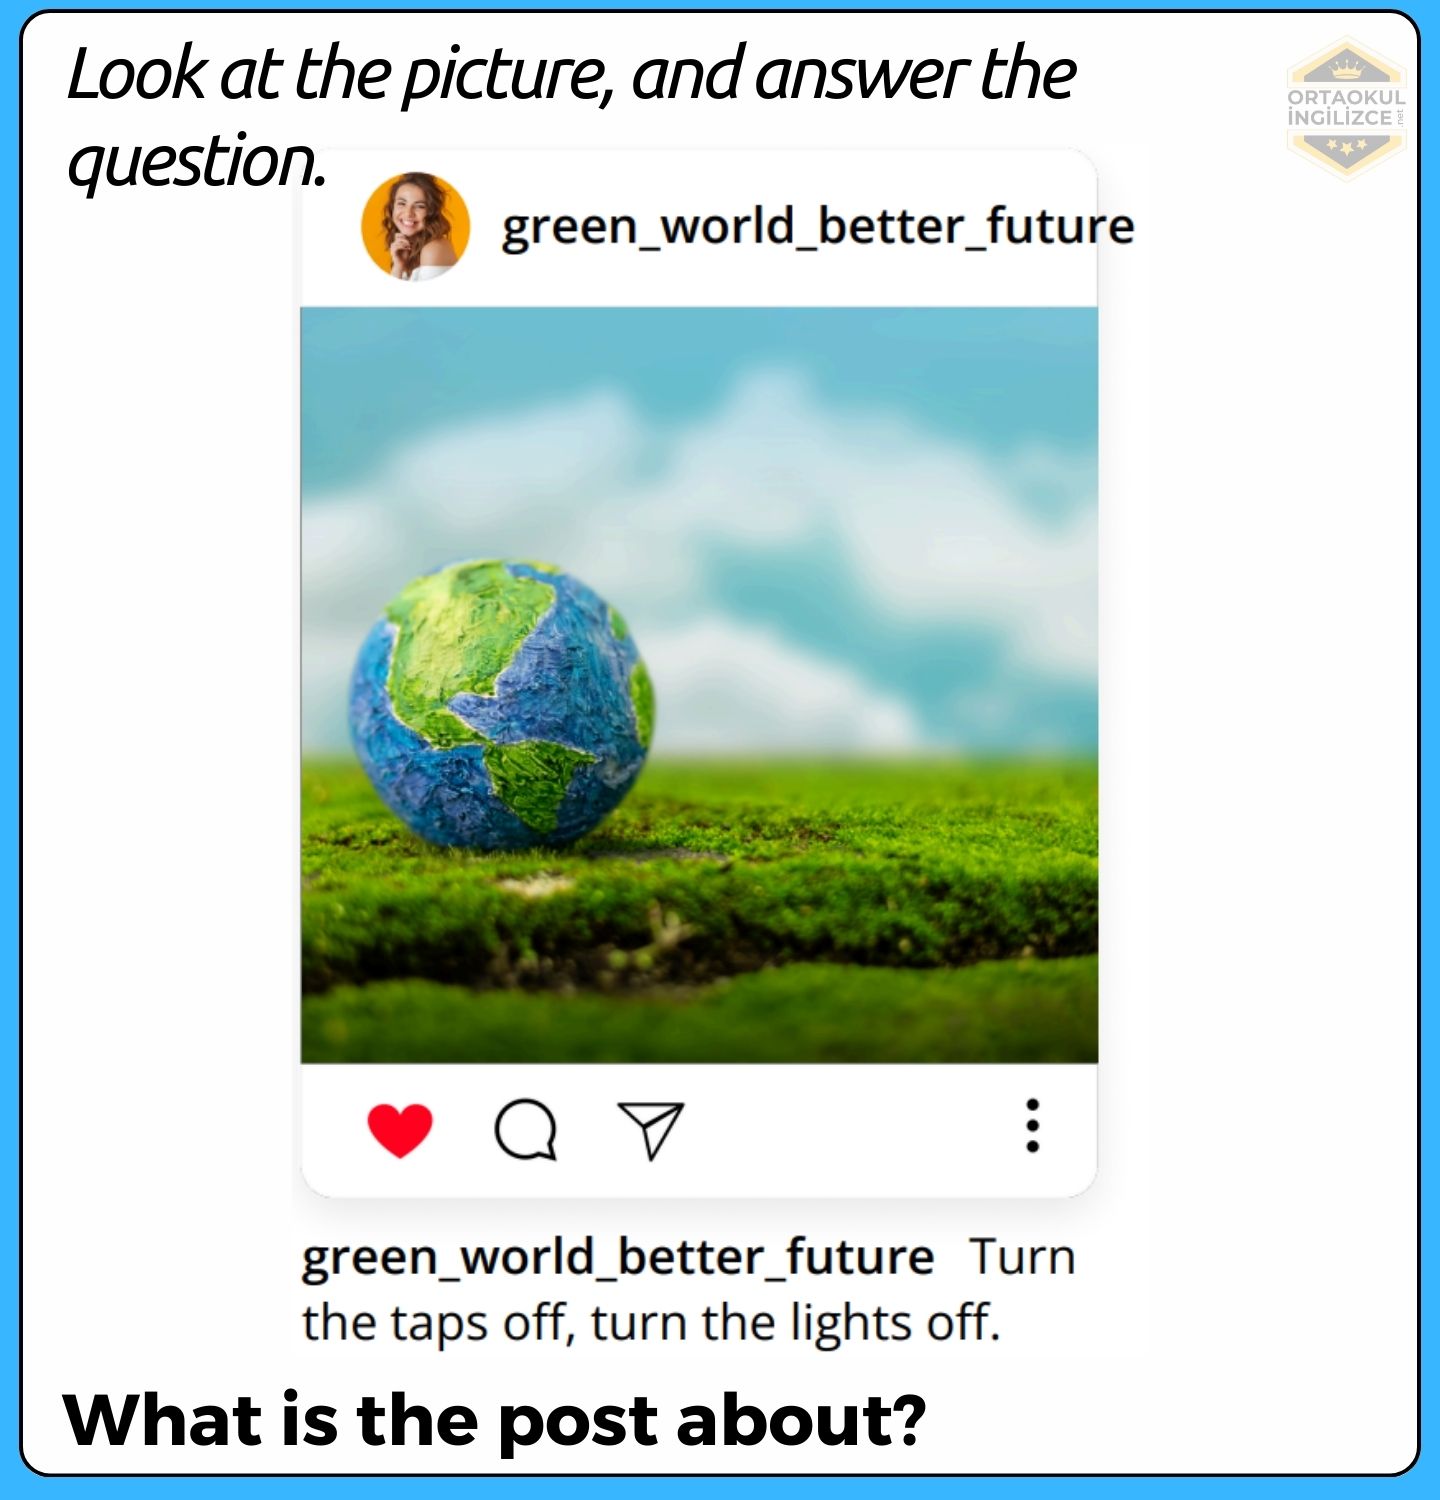 Look at the picture, and answer the
question.
ORTAOKUL
İNGİLİZCE
.net
green_world_better_future
green_world_better_future Turn
the taps off, turn the lights off.
What is the post about?